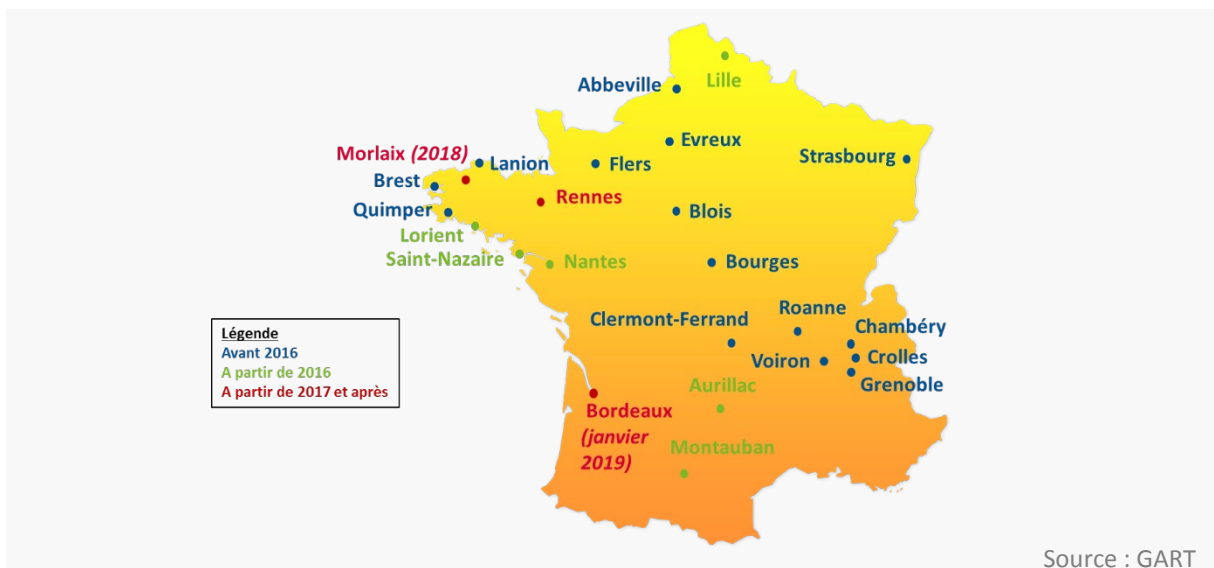 Lille
Abbeville
Evreux
Strasbourg
Morlaix (2018)
Lanion
Flers
Brest
Rennes
Quimper
Blois
Lorient
Saint-Nazaire
Nantes
Bourges
Roanne
Clermont-Ferrand
Chambéry
Voiron
Crolles
Grenoble
Légende
Avant 2016
A partir de 2016
A partir de 2017 et après
Aurillac
Bordeaux
(janvier
2019)
Montauban
Source : GART